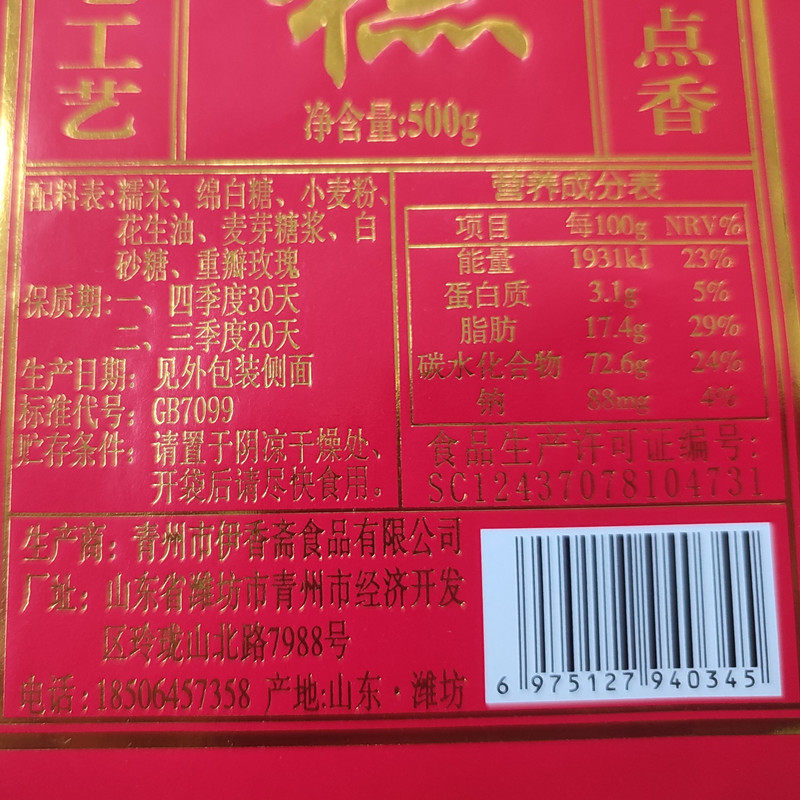 工艺
糕
点香
净含量:500g
配料表:糯米、绵白糖、小麦粉、
花生油、麦芽糖浆、白
砂糖、重瓣玫瑰
保质期:一、四季度30天
二、三季度20天
生产日期: 见外包装侧面
标准代号: GB7099
贮存条件: 请置于阴凉干燥处、
开袋后请尽快食用。
营养成分表
项目 每100g NRV%
能量 1931kJ 23%
蛋白质 3.1g 5%
脂肪 17.4g 29%
碳水化合物 72.6g 24%
钠 88mg 4%
食品生产许可证编号:
SC12437078104731
生产商: 青州市伊香斋食品有限公司
厂址: 山东省潍坊市青州市经济开发
区玲珑山北路7988号
电话:18506457358 产地:山东·潍坊
6 975127 940345